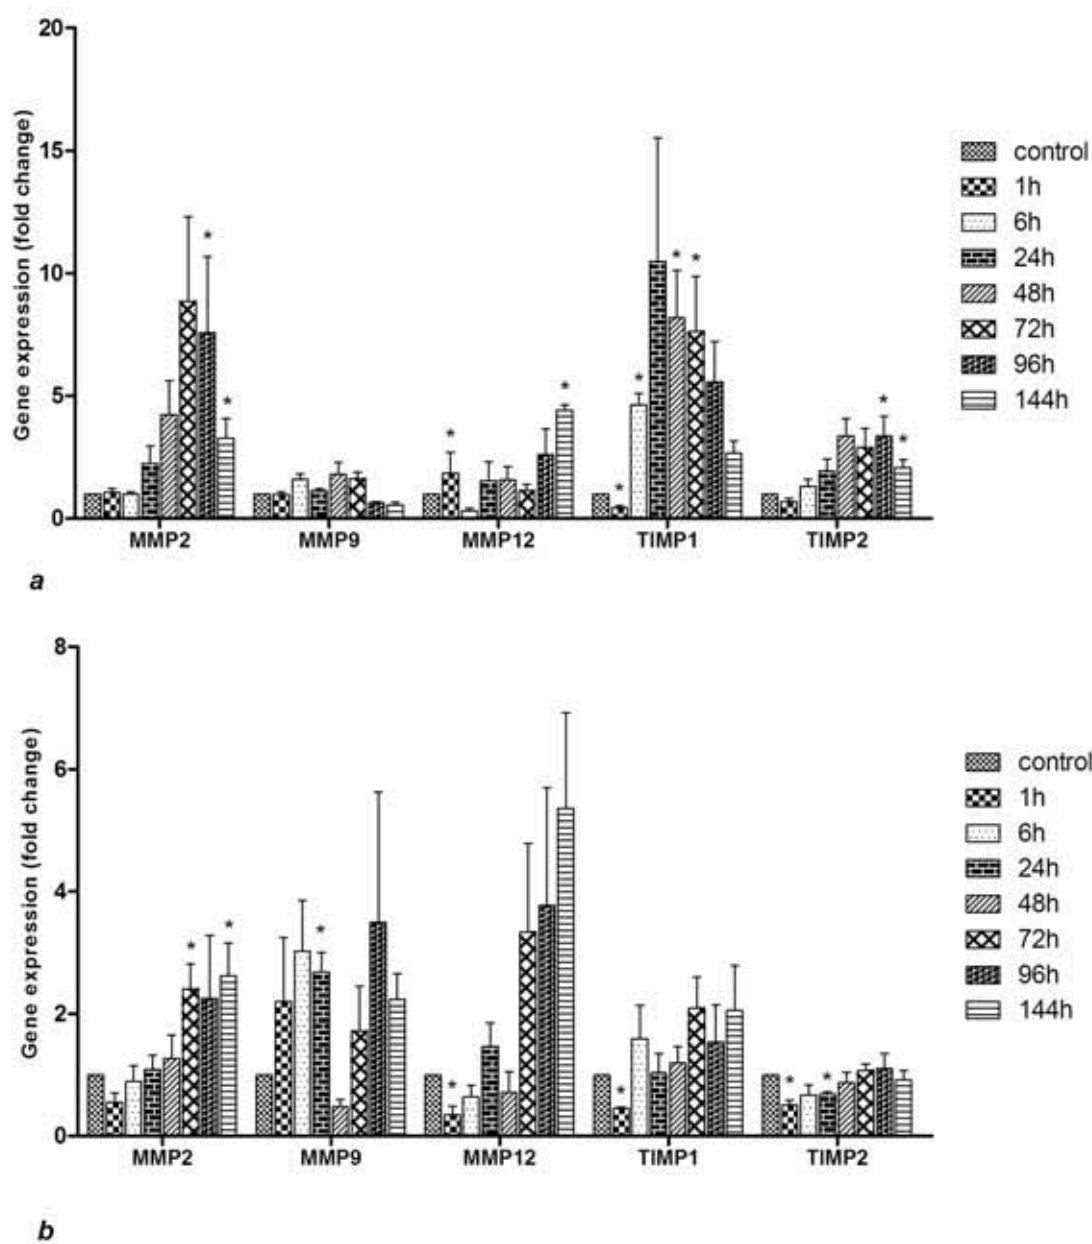 20
15
10
5
0
Gene expression (fold change)
*
*
*
*
*
*
*
*
*
*
MMP2
MMP9
MMP12
TIMP1
TIMP2
control
1h
6h
24h
48h
72h
96h
144h
a
8
6
4
2
0
Gene expression (fold change)
*
*
*
*
*
*
*
MMP2
MMP9
MMP12
TIMP1
TIMP2
control
1h
6h
24h
48h
72h
96h
144h
b